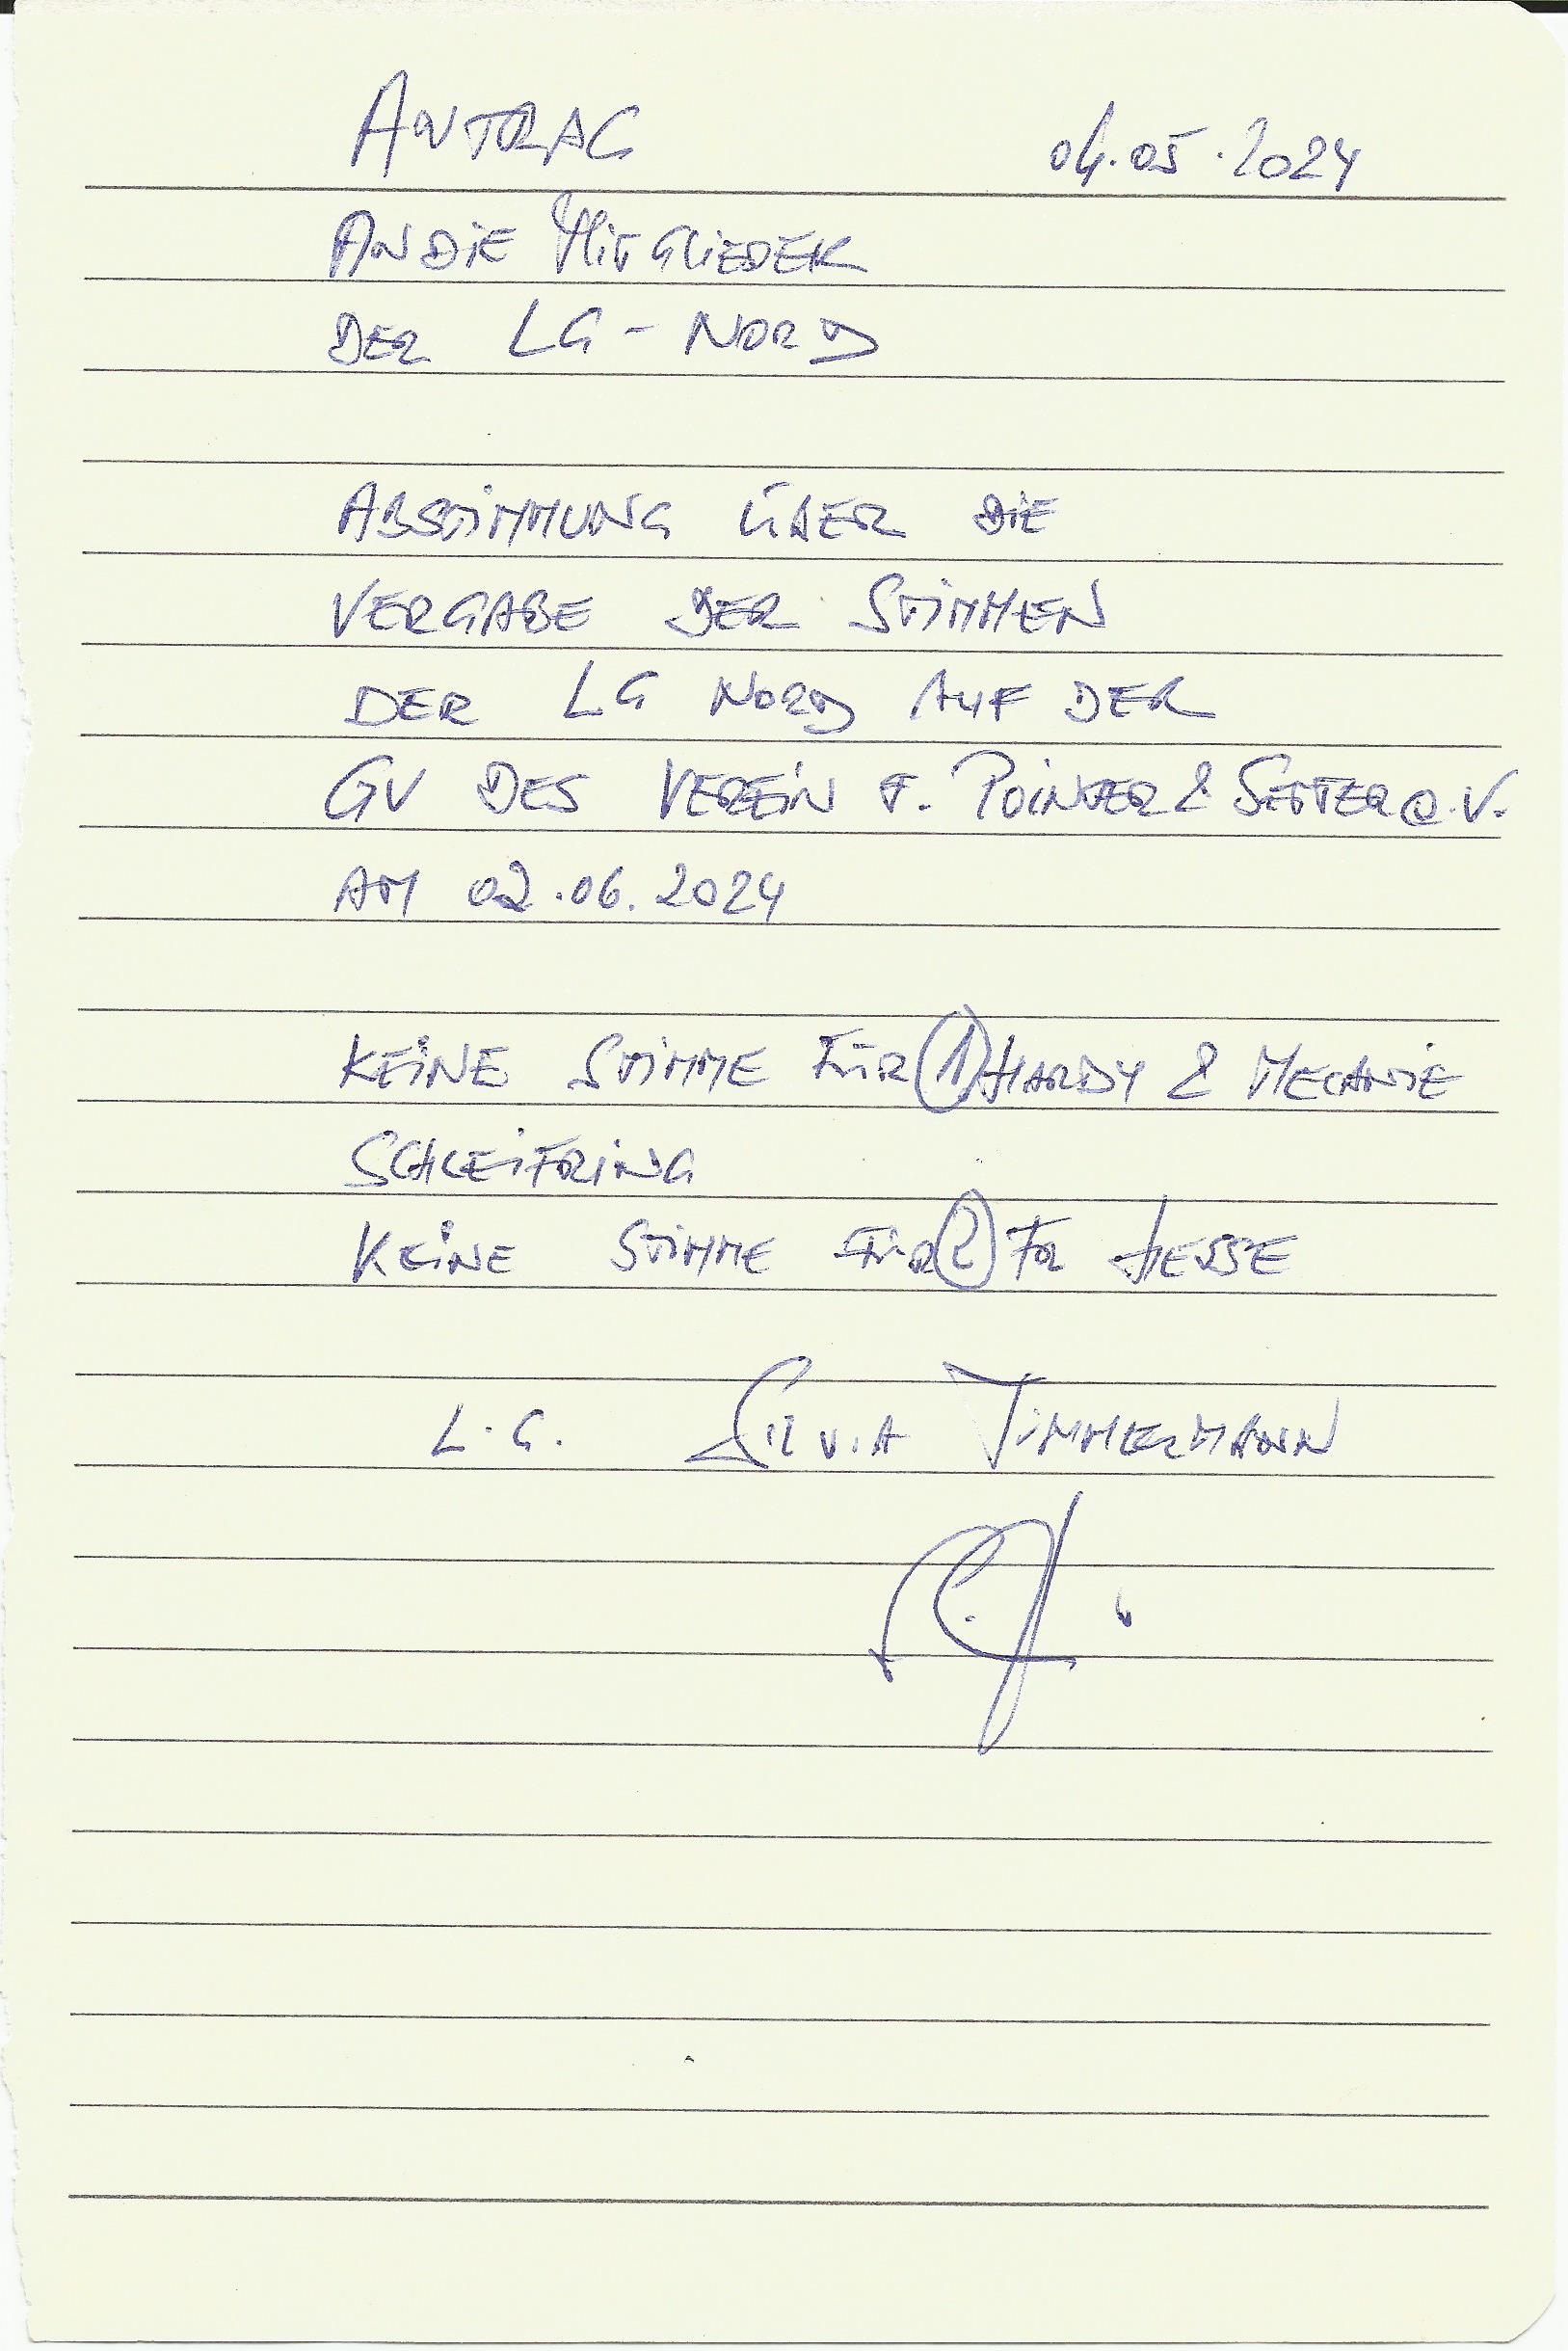 ANTRAG 04.05.2024
AN DIE MITGLIEDER
DER LG - NORD
ABSTIMMUNG ÜBER DIE
VERGABE DER STIMMEN
DER LG NORD AUF DER
GV DES VEREIN F. POINTER & SETTER e.V.
AM 02.06.2024
KEINE STIMME FÜR 1 HARDY & MELANIE
SCHLEIFRING
KEINE STIMME FÜR 2 FR HESSE
L.G. SILVIA TIMMERMANN